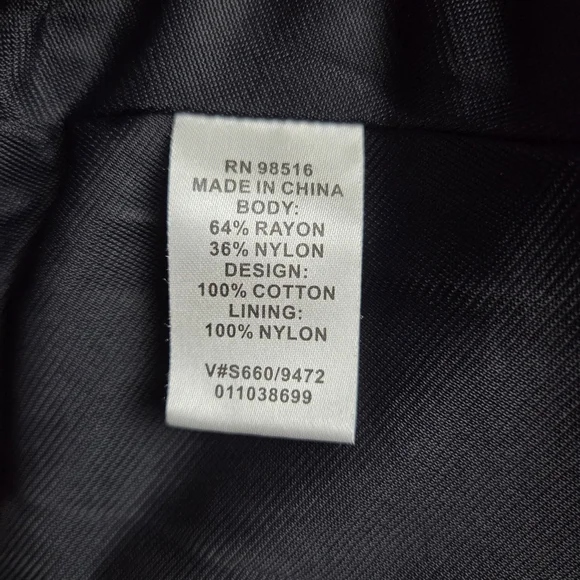 RN 98516
MADE IN CHINA
BODY:
64% RAYON
36% NYLON
DESIGN:
100% COTTON
LINING:
100% NYLON
V#S660/9472
011038699